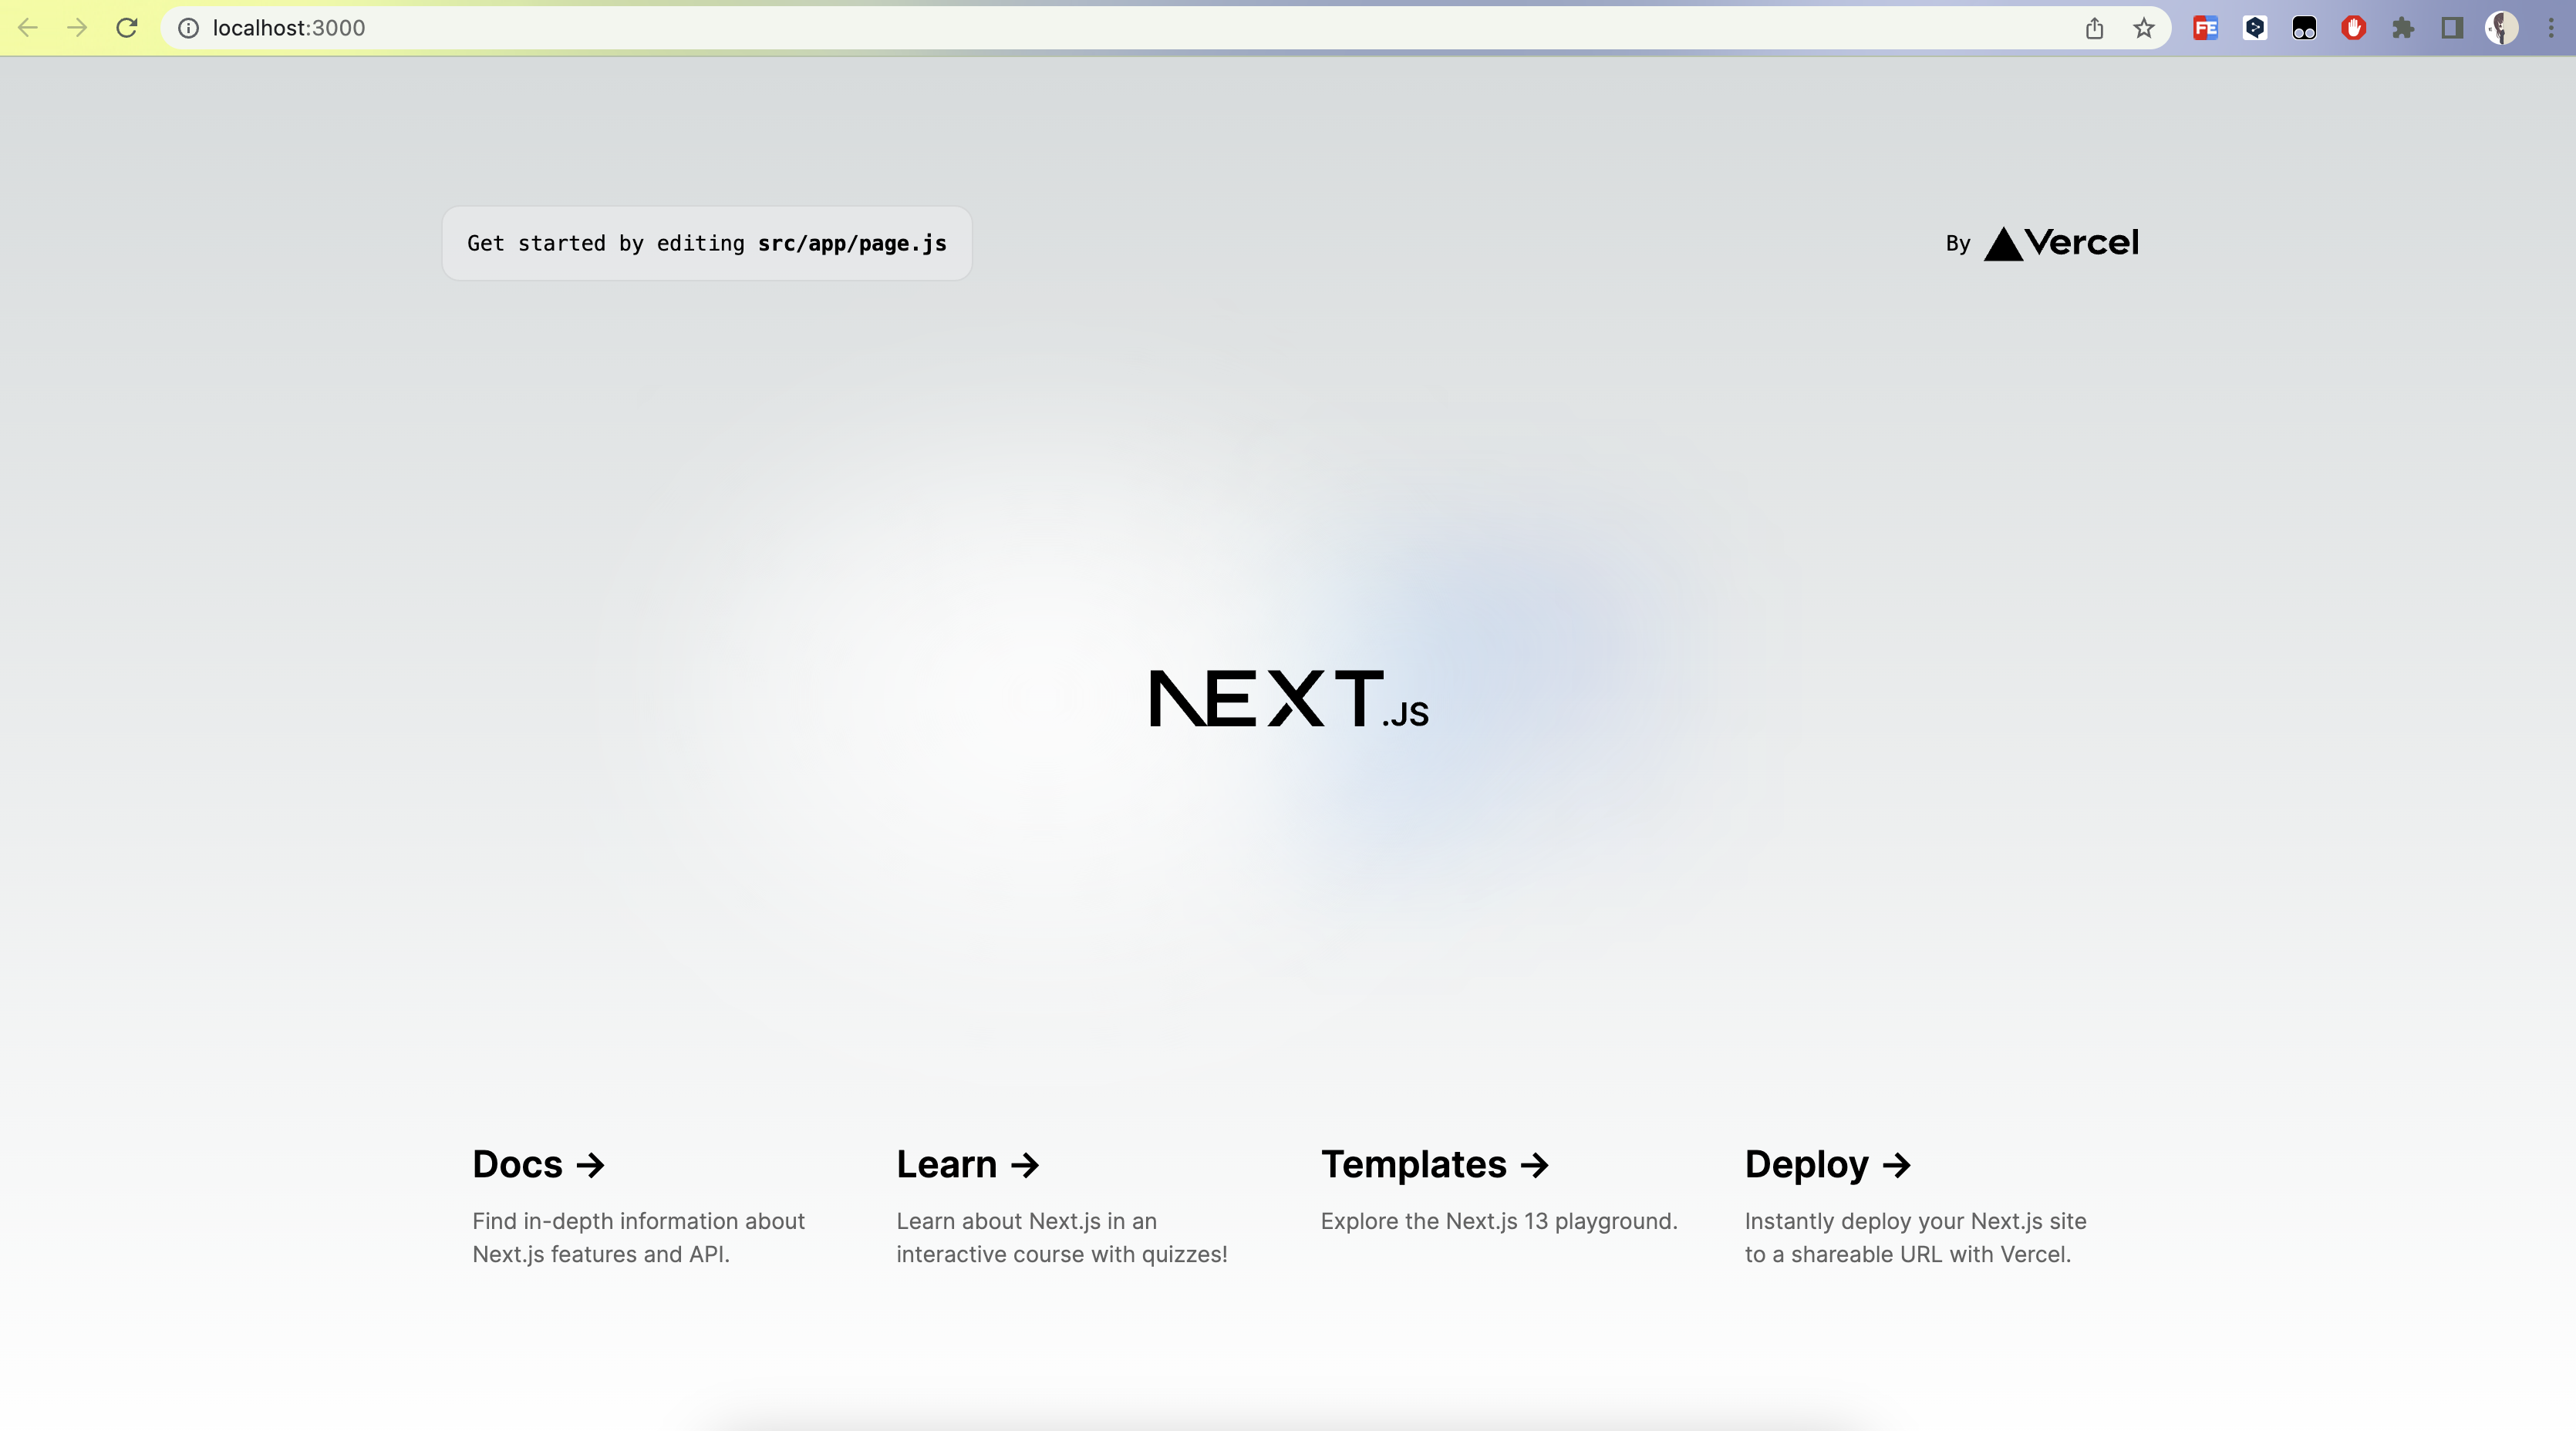 localhost:3000
FE
Get started by editing src/app/page.js
By Vercel
NEXT.JS
Docs →
Find in-depth information about
Next.js features and API.
Learn →
Learn about Next.js in an
interactive course with quizzes!
Templates →
Explore the Next.js 13 playground.
Deploy →
Instantly deploy your Next.js site
to a shareable URL with Vercel.